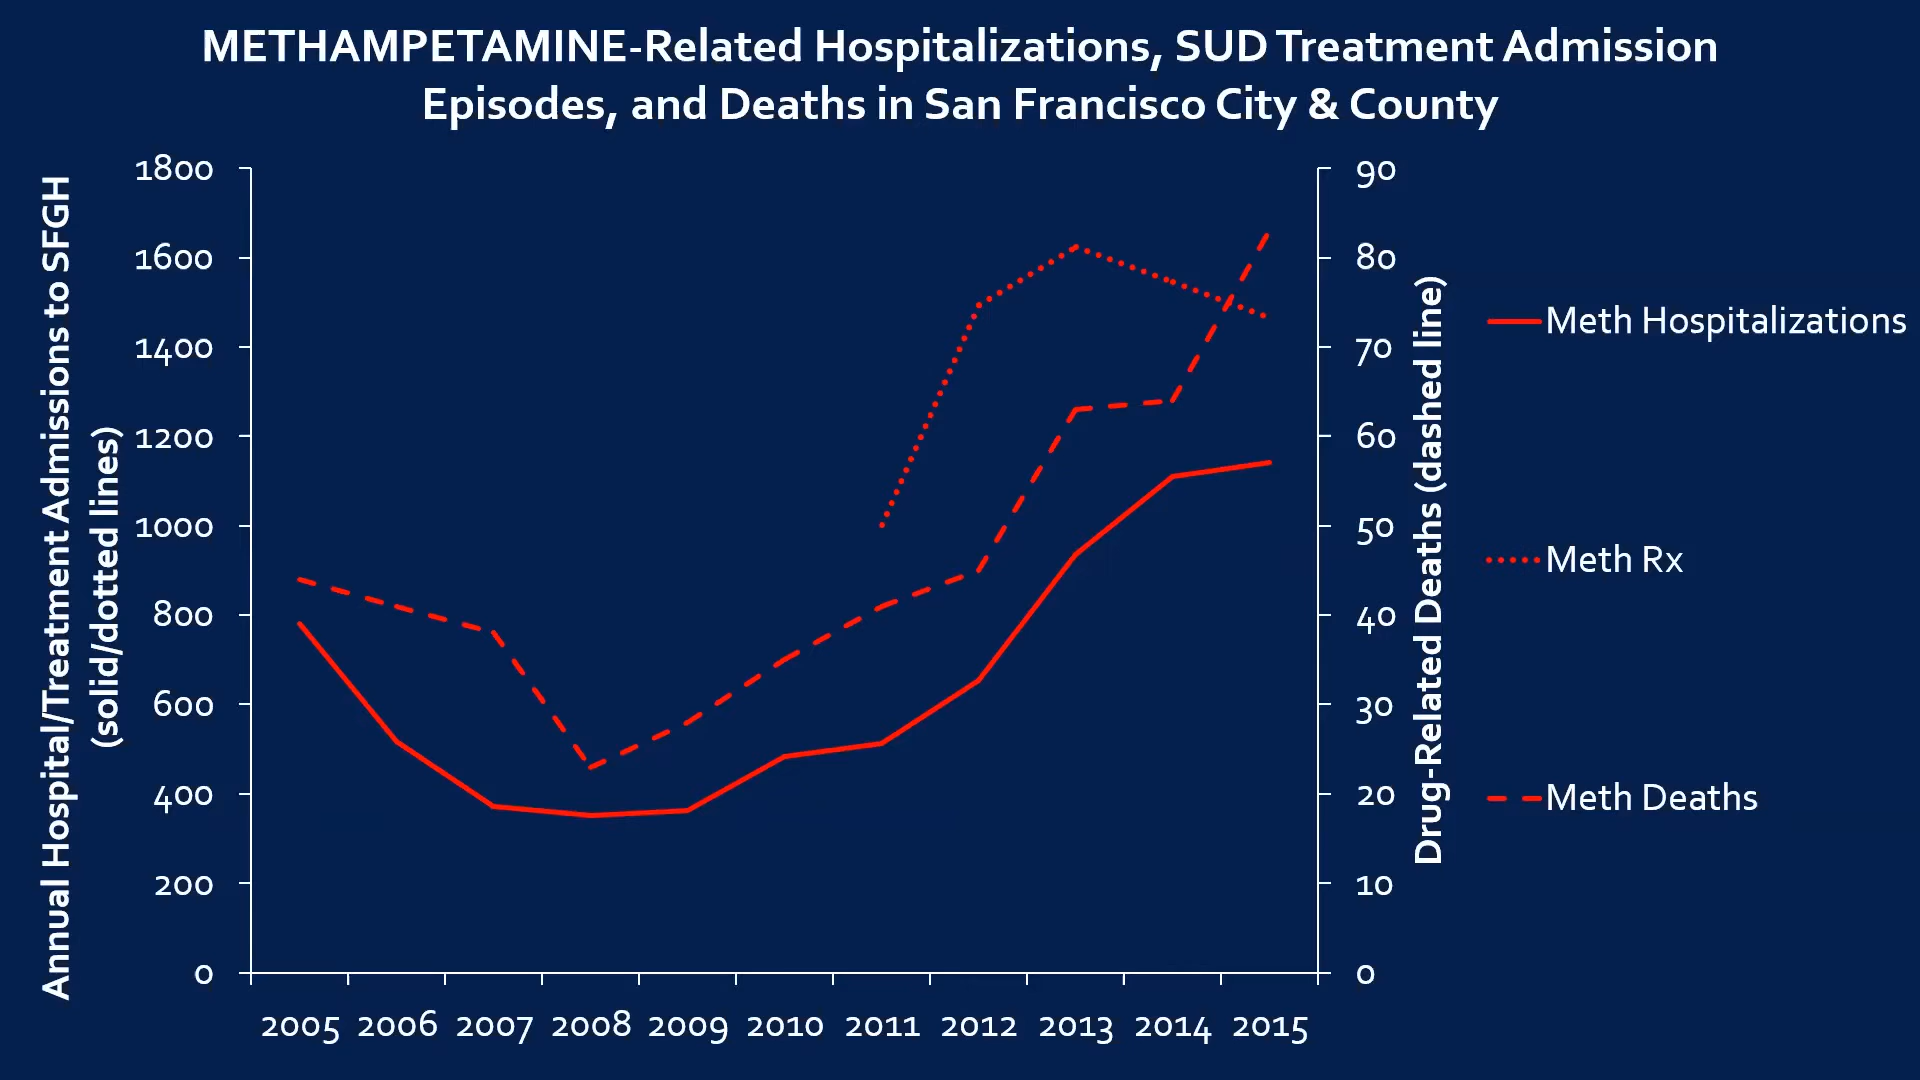 METHAMPETAMINE-Related Hospitalizations, SUD Treatment Admission
Episodes, and Deaths in San Francisco City & County
Annual Hospital/Treatment Admissions to SFGH
(solid/dotted lines)
1800
1600
1400
1200
1000
800
600
400
200
0
2005 2006 2007 2008 2009 2010 2011 2012 2013 2014 2015
90
80
70
60
50
40
30
20
10
0
Drug-Related Deaths (dashed line)
Meth Hospitalizations
Meth Rx
Meth Deaths